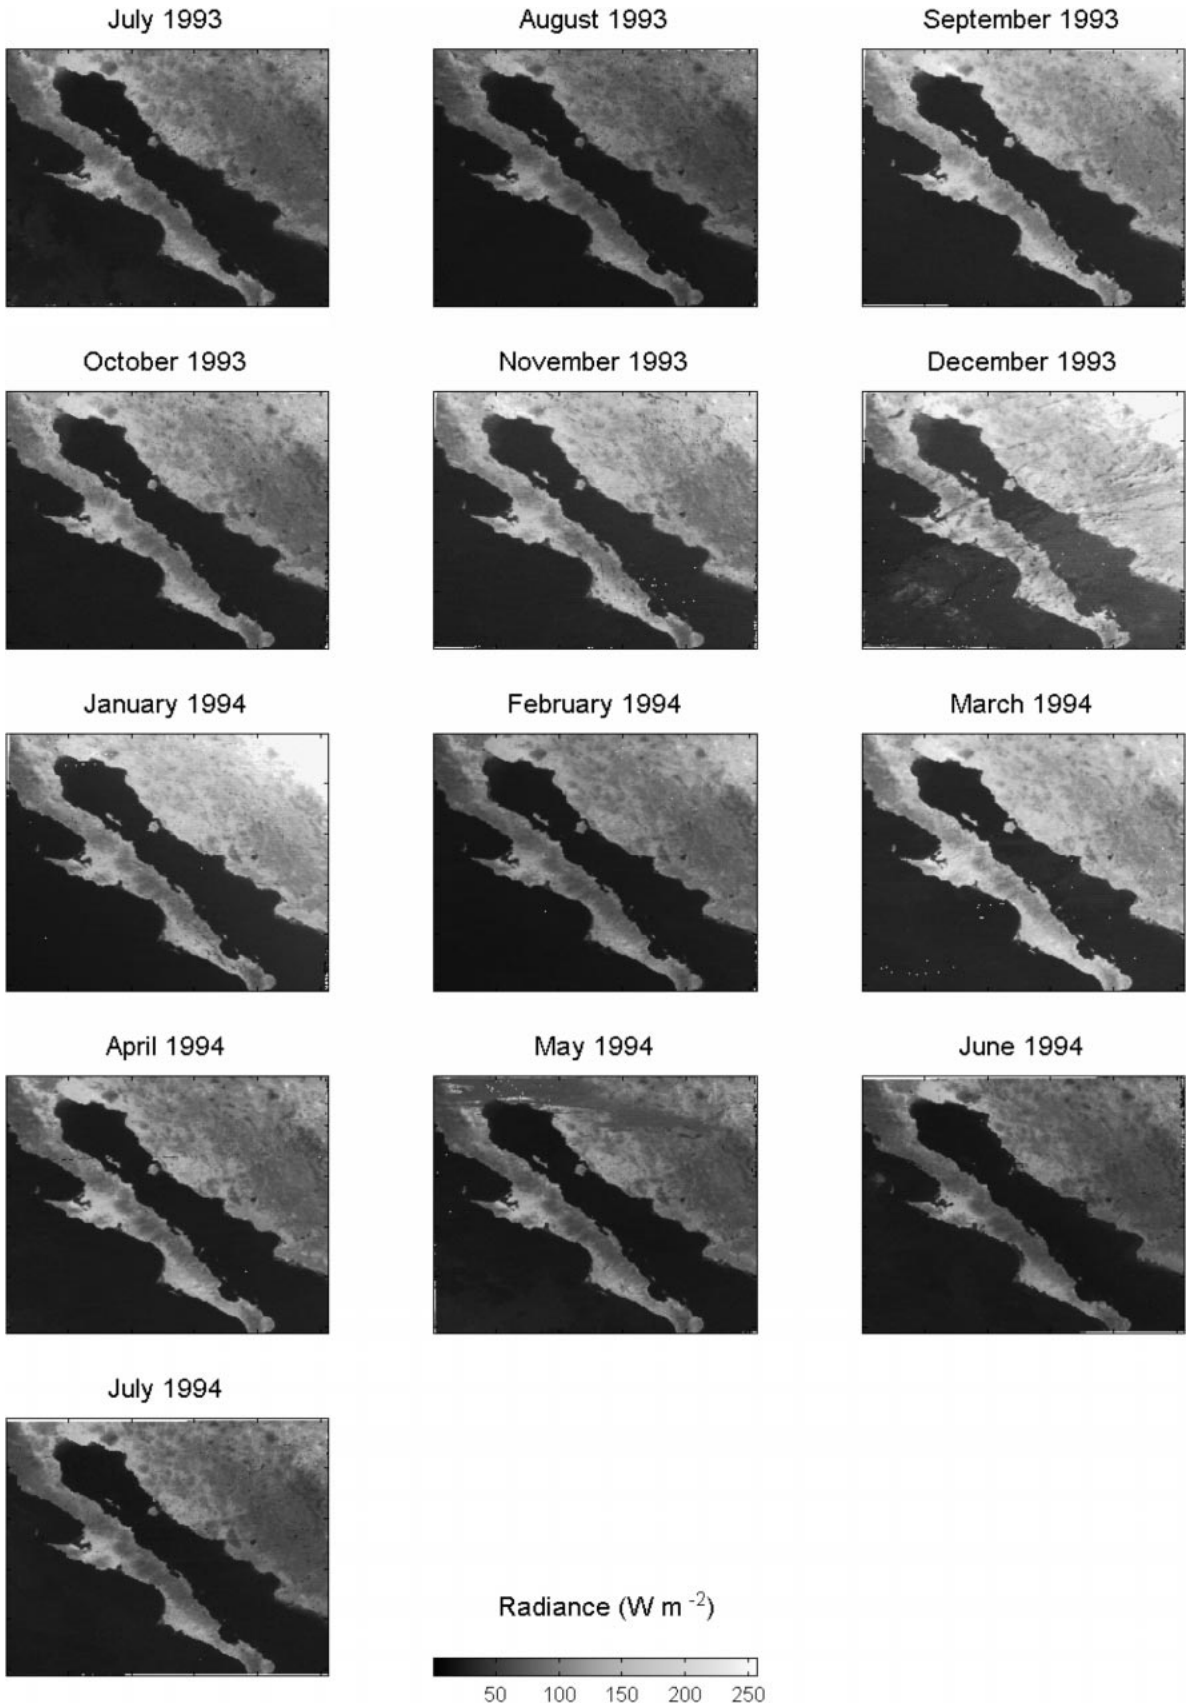 July 1993
August 1993
September 1993
October 1993
November 1993
December 1993
January 1994
February 1994
March 1994
April 1994
May 1994
June 1994
July 1994
Radiance (W m -2)
50 100 150 200 250